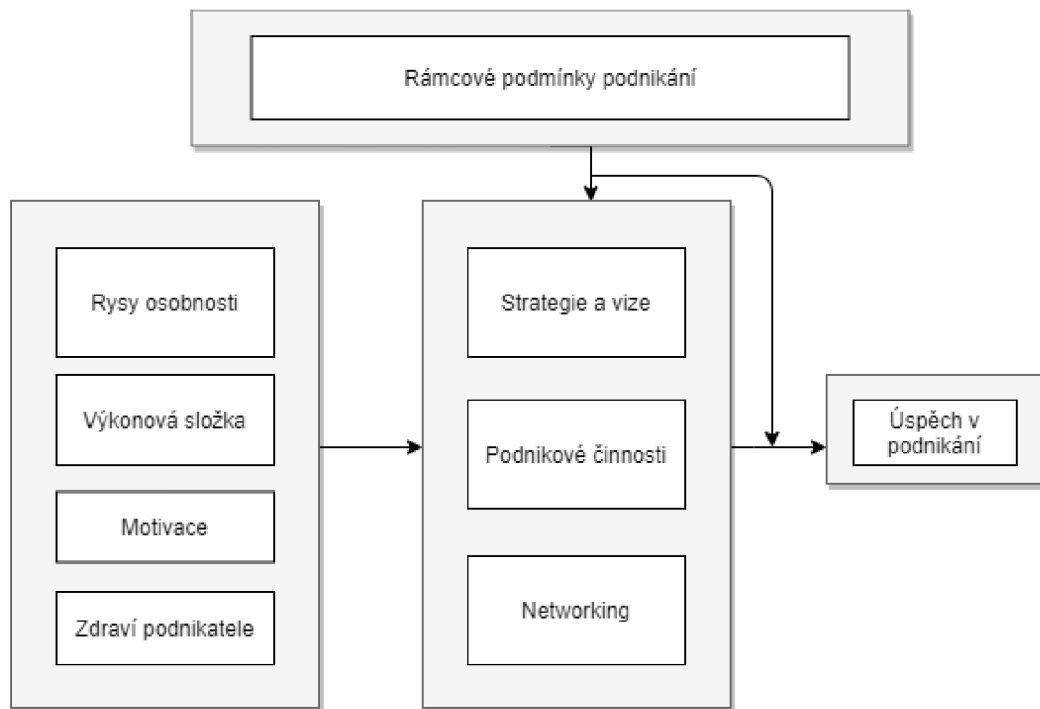 Rámcové podmínky podnikání
Rysy osobnosti
Výkonová složka
Motivace
Zdraví podnikatele
Strategie a vize
Podnikové činnosti
Networking
Úspěch v
podnikání